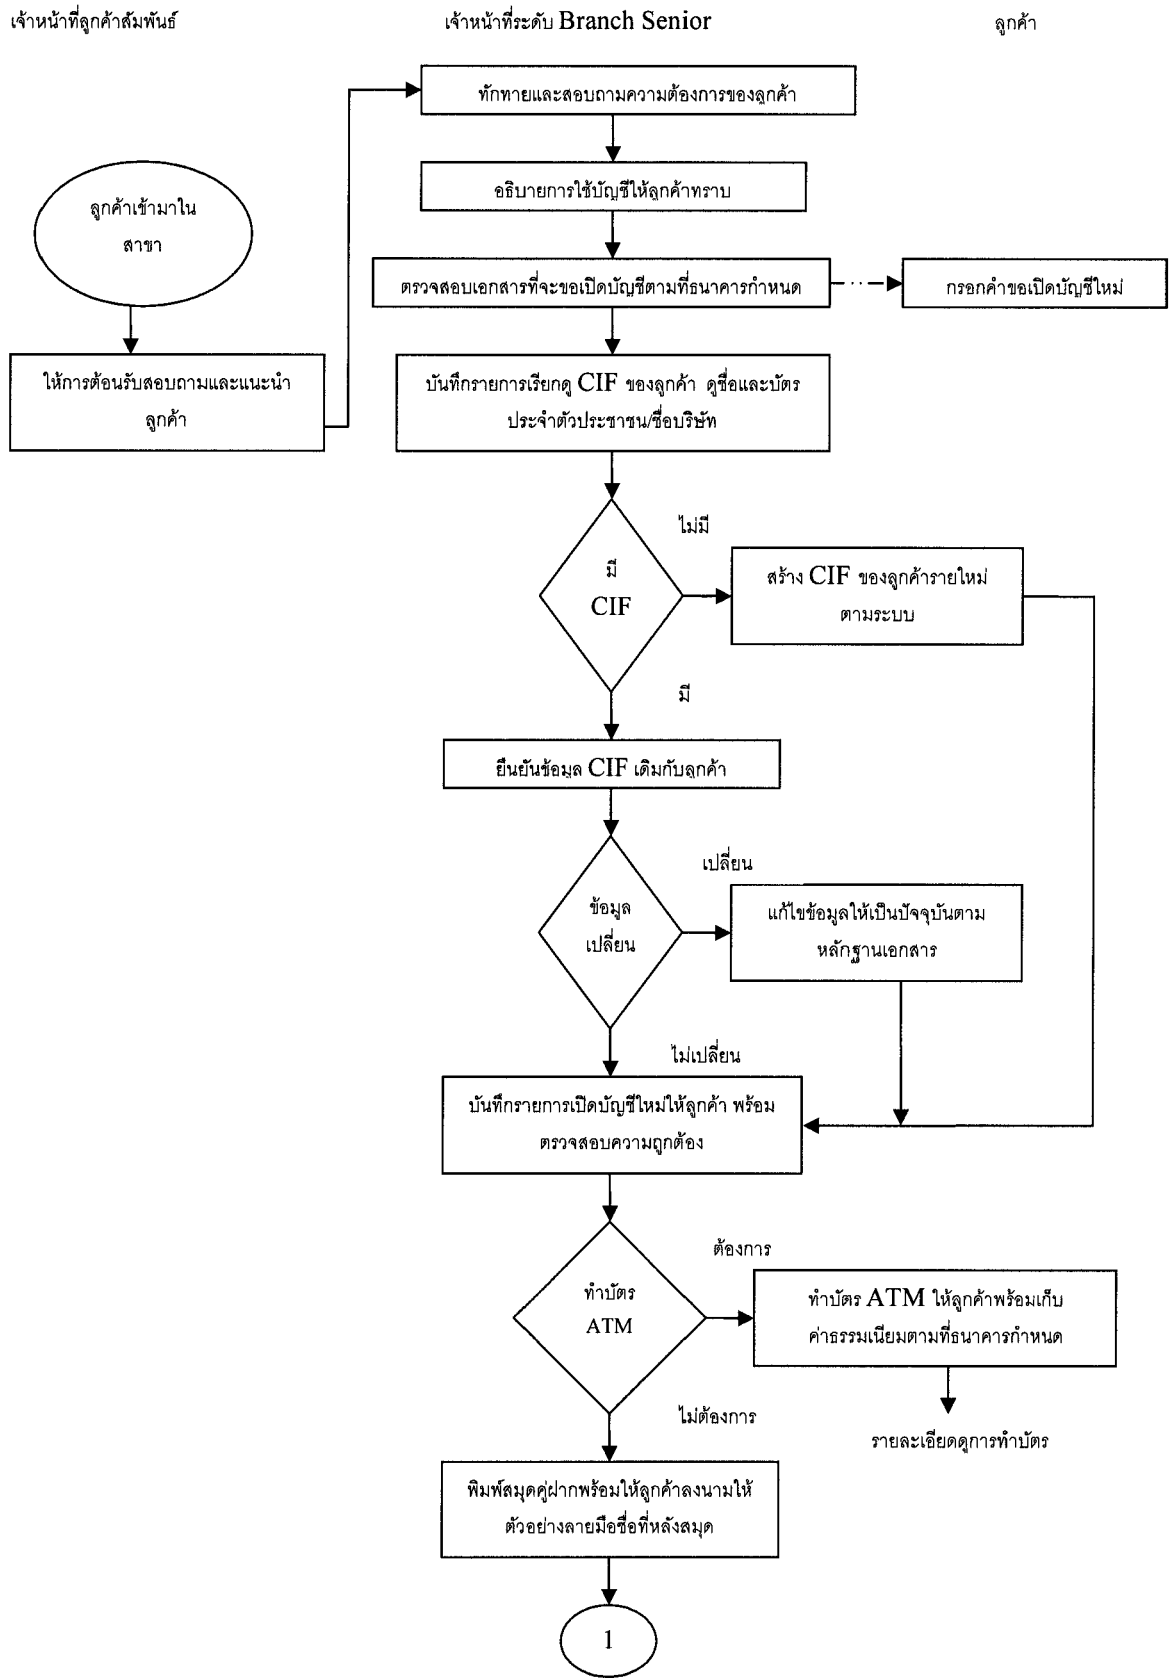 เจ้าหน้าที่ลูกค้าสัมพันธ์
เจ้าหน้าที่ระดับ Branch Senior
ลูกค้า
ทักทายและสอบถามความต้องการของลูกค้า
อธิบายการใช้บัญชีให้ลูกค้าทราบ
ลูกค้าเข้ามาใน
สาขา
ตรวจสอบเอกสารที่จะขอเปิดบัญชีตามที่ธนาคารกำหนด
กรอกคำขอเปิดบัญชีใหม่
ให้การต้อนรับสอบถามและแนะนำ
ลูกค้า
บันทึกรายการเรียกดู CIF ของลูกค้า ดูชื่อและบัตร
ประจำตัวประชาชน/ชื่อบริษัท
ไม่มี
มี
CIF
สร้าง CIF ของลูกค้ารายใหม่
ตามระบบ
มี
ยืนยันข้อมูล CIF เดิมกับลูกค้า
เปลี่ยน
ข้อมูล
เปลี่ยน
แก้ไขข้อมูลให้เป็นปัจจุบันตาม
หลักฐานเอกสาร
ไม่เปลี่ยน
บันทึกรายการเปิดบัญชีใหม่ให้ลูกค้า พร้อม
ตรวจสอบความถูกต้อง
ต้องการ
ทำบัตร
ATM
ทำบัตร ATM ให้ลูกค้าพร้อมเก็บ
ค่าธรรมเนียมตามที่ธนาคารกำหนด
ไม่ต้องการ
รายละเอียดดูการทำบัตร
พิมพ์สมุดคู่ฝากพร้อมให้ลูกค้าลงนามให้
ตัวอย่างลายมือชื่อที่หลังสมุด
1